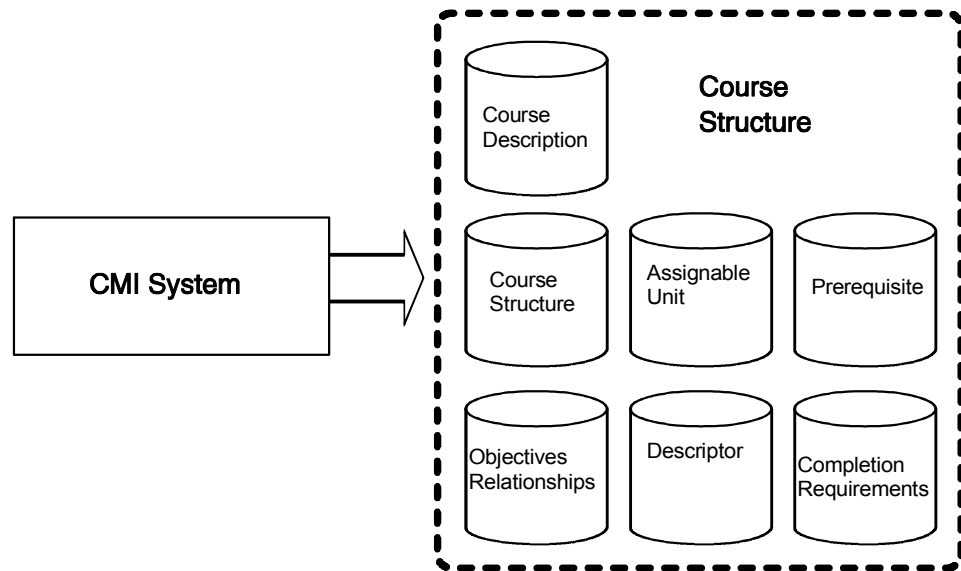 Course
Description
Course
Structure
CMI System
Course
Structure
Assignable
Unit
Prerequisite
Objectives
Relationships
Descriptor
Completion
Requirements